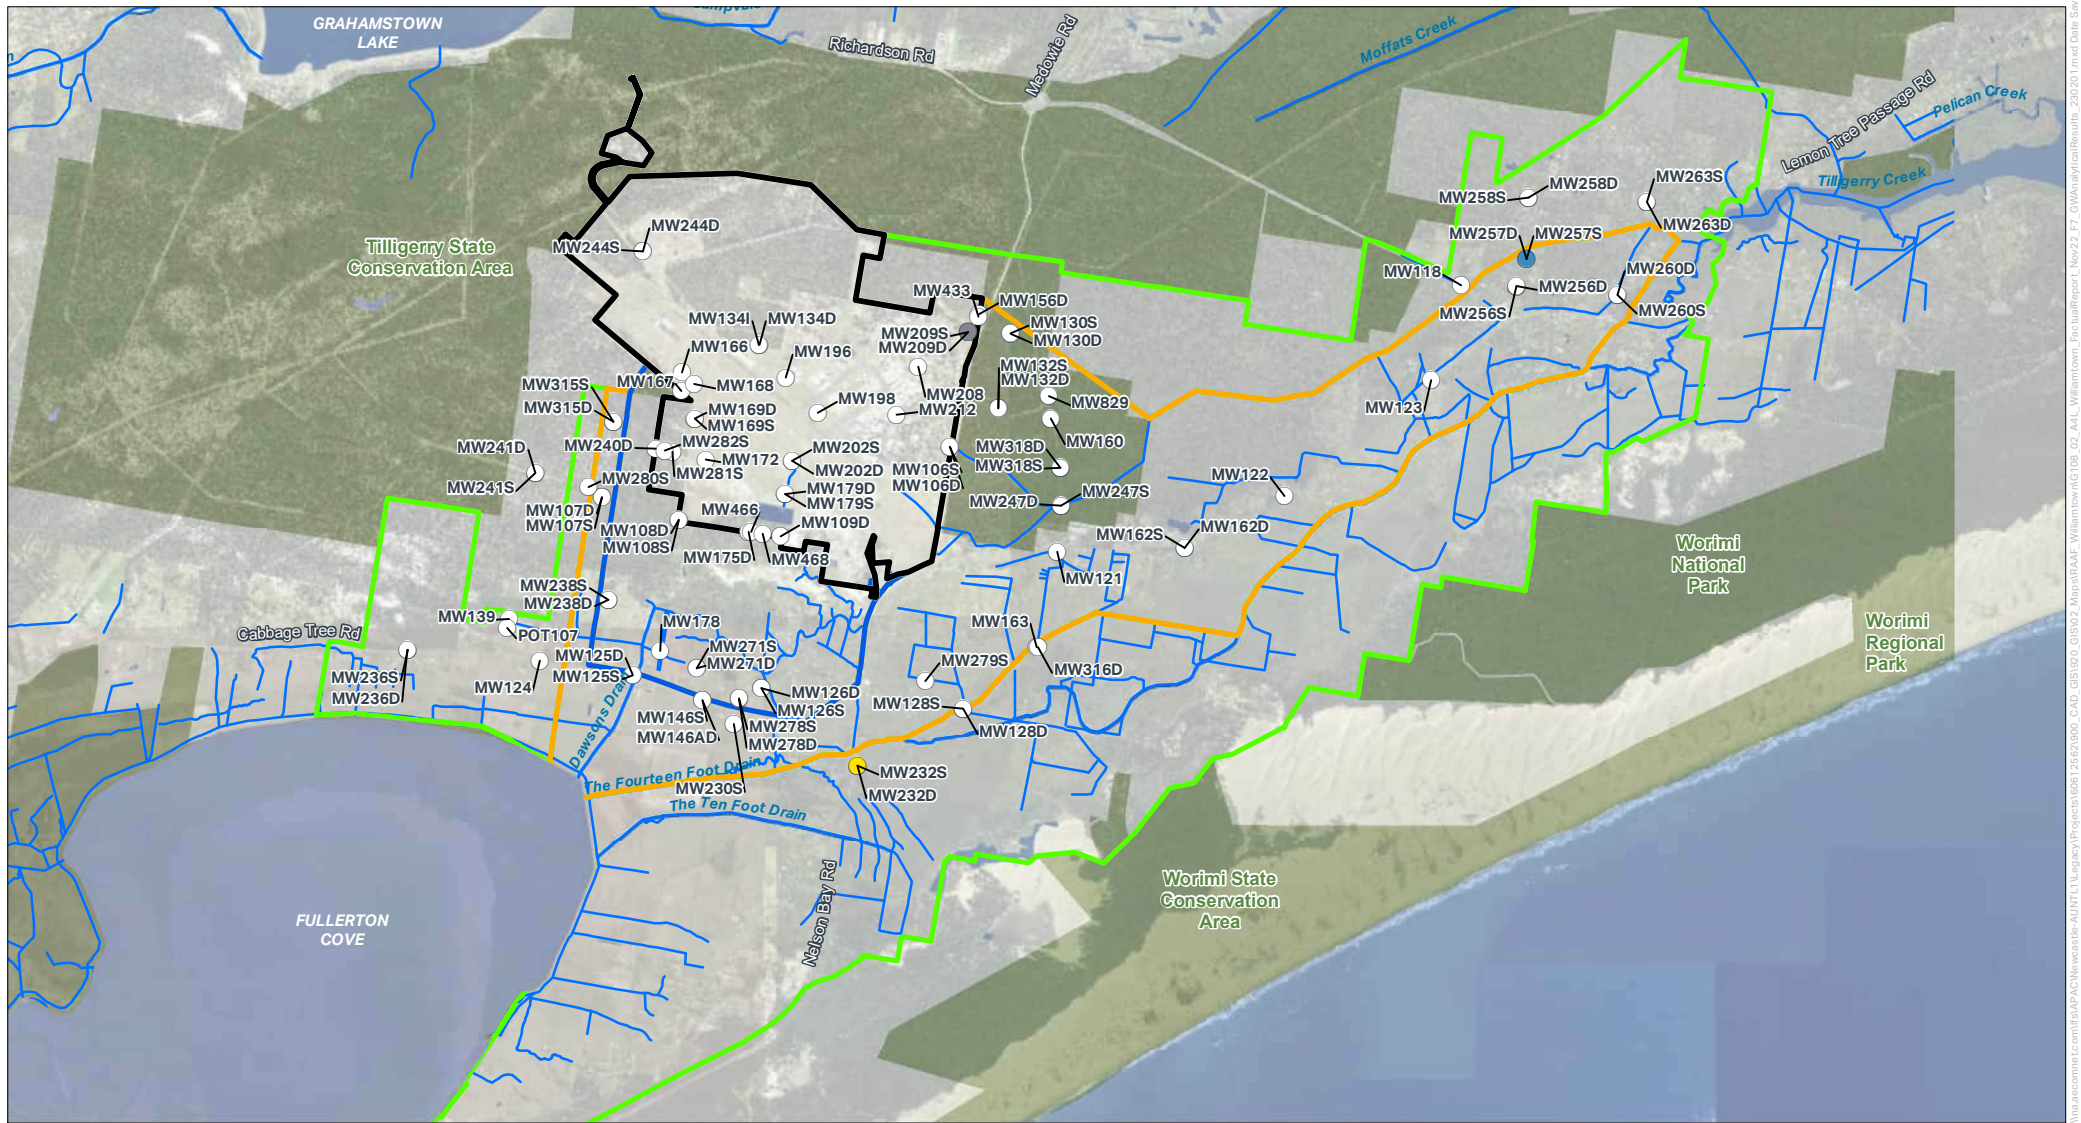 GRAHAMSTOWN
LAKE
Richardson Rd
Medowie Rd
Moffats Creek
Lemon Tree Passage Rd
Pelican Creek
Tilligerry Creek
Tilligerry State
Conservation Area
MW244D
MW244S
MW258D
MW258S
MW263S
MW263D
MW257D
MW257S
MW118
MW260D
MW256D
MW256S
MW260S
MW433
MW156D
MW134I
MW134D
MW209S
MW209D
MW130S
MW130D
MW166
MW196
MW132S
MW132D
MW315S
MW167
MW168
MW208
MW829
MW315D
MW169D
MW169S
MW198
MW212
MW123
MW160
MW241D
MW240D
MW282S
MW202S
MW318D
MW318S
MW172
MW281S
MW202D
MW106S
MW106D
MW122
MW241S
MW280S
MW179D
MW179S
MW247D
MW247S
MW107D
MW107S
MW466
MW109D
MW108D
MW108S
MW162S
MW162D
MW175D
MW468
MW121
Worimi
National
Park
MW238S
MW238D
MW139
POT107
MW178
MW163
Cabbage Tree Rd
Worimi
Regional
Park
MW125D
MW125S
MW271S
MW271D
MW279S
MW316D
MW236S
MW236D
MW124
MW126D
MW126S
MW146S
MW146AD
MW278S
MW278D
MW128S
MW128D
Dawsons Drain
The Fourteen Foot Drain
MW230S
MW232S
MW232D
The Ten Foot Drain
Nelson Bay Rd
Worimi State
Conservation
Area
FULLERTON
COVE